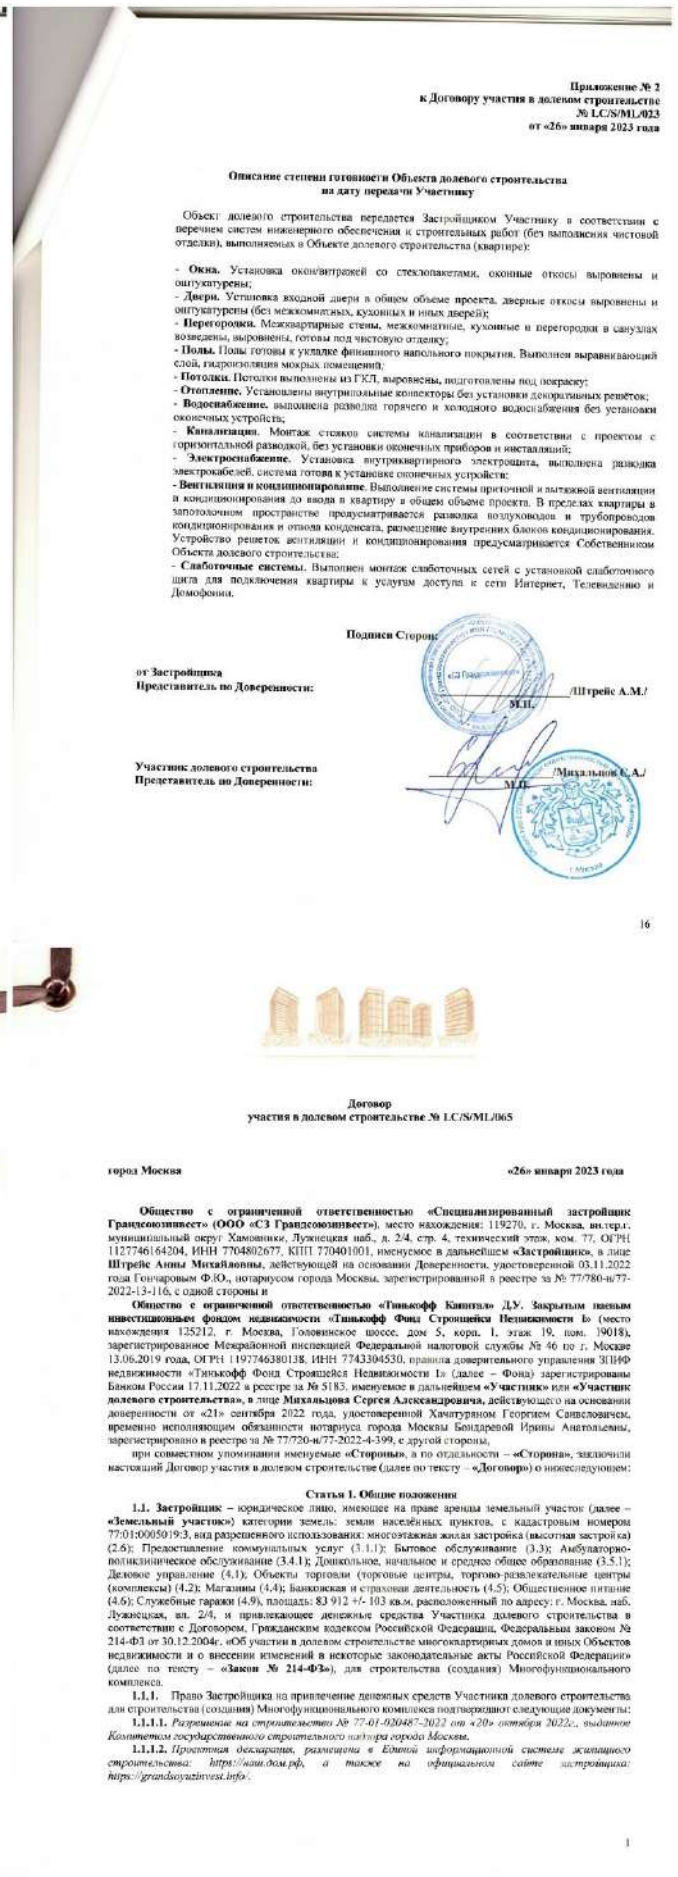 Приложение № 2
к Договору участия в долевом строительстве
№ LC/S/ML/023
от «26» января 2023 года
Описание степени готовности Объекта долевого строительства
на дату передачи Участнику
Объект долевого строительства передается Застройщиком Участнику в соответствии с
перечнем систем инженерного обеспечения и строительных работ (без выполнения чистовой
отделки), выполняемых в Объекте долевого строительства (квартире):
- Окна. Установка окон/витражей со стеклопакетами, оконные откосы выровнены и
оштукатурены;
- Двери. Установка входной двери в общем объеме проекта, дверные откосы выровнены и
оштукатурены (без межкомнатных, кухонных и иных дверей);
- Перегородки. Межквартирные стены, межкомнатные, кухонные и перегородки в санузлах
возведены, выровнены, готовы под чистовую отделку;
- Полы. Полы готовы к укладке финишного напольного покрытия. Выполнен выравнивающий
слой, гидроизоляция мокрых помещений;
- Потолки. Потолки выполнены из ГКЛ, выровнены, подготовлены под покраску;
- Отопление. Установлены внутрипольные конвекторы без установки декоративных решёток;
- Водоснабжение. выполнена разводка горячего и холодного водоснабжения без установки
оконечных устройств;
- Канализация. Монтаж стояков системы канализации в соответствии с проектом с
горизонтальной разводкой, без установки оконечных приборов и инсталляций;
- Электроснабжение. Установка внутриквартирного электрощита, выполнена разводка
электрокабелей, система готова к установке оконечных устройств;
- Вентиляция и кондиционирование. Выполнение системы приточной и вытяжной вентиляции
и кондиционирования до ввода в квартиру в общем объеме проекта. В пределах квартиры в
запотолочном пространстве предусматривается разводка воздуховодов и трубопроводов
кондиционирования и отвода конденсата, размещение внутренних блоков кондиционирования.
Устройство решеток вентиляции и кондиционирования предусматривается Собственником
Объекта долевого строительства;
- Слаботочные системы. Выполнен монтаж слаботочных сетей с установкой слаботочного
щита для подключения квартиры к услугам доступа к сети Интернет, Телевидению и
Домофонии.
Подписи Сторон:
от Застройщика
Представитель по Доверенности:
/Штрейс А.М./
М.П.
Участник долевого строительства
Представитель по Доверенности:
/Михальцов С.А./
М.П.
г. Москва
16
Договор
участия в долевом строительстве № LC/S/ML/065
город Москва «26» января 2023 года
Общество с ограниченной ответственностью «Специализированный застройщик
Грандсоюзинвест» (ООО «СЗ Грандсоюзинвест»), место нахождения: 119270, г. Москва, вн.тер.г.
муниципальный округ Хамовники, Лужнецкая наб., д. 2/4, стр. 4, технический этаж, ком. 77, ОГРН
1127746164204, ИНН 7704802677, КПП 770401001, именуемое в дальнейшем «Застройщик», в лице
Штрейс Анны Михайловны, действующей на основании Доверенности, удостоверенной 03.11.2022
года Гончаровым Ф.Ю., нотариусом города Москвы, зарегистрированной в реестре за № 77/780-н/77-
2022-13-116, с одной стороны и
Общество с ограниченной ответственностью «Тинькофф Капитал» Д.У. Закрытым паевым
инвестиционным фондом недвижимости «Тинькофф Фонд Строящейся Недвижимости I» (место
нахождения 125212, г. Москва, Головинское шоссе, дом 5, корп. 1, этаж 19, пом. 19018),
зарегистрированное Межрайонной инспекцией Федеральной налоговой службы № 46 по г. Москве
13.06.2019 года, ОГРН 1197746380138, ИНН 7743304530, правила доверительного управления ЗПИФ
недвижимости «Тинькофф Фонд Строящейся Недвижимости I» (далее – Фонд) зарегистрированы
Банком России 17.11.2022 в реестре за № 5183, именуемое в дальнейшем «Участник» или «Участник
долевого строительства», в лице Михальцова Сергея Александровича, действующего на основании
доверенности от «21» сентября 2022 года, удостоверенной Хачатуряном Георгием Санвеловичем,
временно исполняющим обязанности нотариуса города Москвы Бондаревой Ирины Анатольевны,
зарегистрировано в реестре за № 77/720-н/77-2022-4-399, с другой стороны,
при совместном упоминании именуемые «Стороны», а по отдельности – «Сторона», заключили
настоящий Договор участия в долевом строительстве (далее по тексту – «Договор») о нижеследующем:
Статья 1. Общие положения
1.1. Застройщик – юридическое лицо, имеющее на праве аренды земельный участок (далее –
«Земельный участок») категории земель: земли населённых пунктов, с кадастровым номером
77:01:0005019:3, вид разрешенного использования: многоэтажная жилая застройка (высотная застройка)
(2.6); Предоставление коммунальных услуг (3.1.1); Бытовое обслуживание (3.3); Амбулаторно-
поликлиническое обслуживание (3.4.1); Дошкольное, начальное и среднее общее образование (3.5.1);
Деловое управление (4.1); Объекты торговли (торговые центры, торгово-развлекательные центры
(комплексы) (4.2); Магазины (4.4); Банковская и страховая деятельность (4.5); Общественное питание
(4.6); Служебные гаражи (4.9), площадь: 83 912 +/- 103 кв.м, расположенный по адресу: г. Москва, наб.
Лужнецкая, вл. 2/4, и привлекающее денежные средства Участника долевого строительства в
соответствии с Договором, Гражданским кодексом Российской Федерации, Федеральным законом №
214-ФЗ от 30.12.2004г. «Об участии в долевом строительстве многоквартирных домов и иных Объектов
недвижимости и о внесении изменений в некоторые законодательные акты Российской Федерации»
(далее по тексту – «Закон № 214-ФЗ»), для строительства (создания) Многофункционального
комплекса.
1.1.1. Право Застройщика на привлечение денежных средств Участника долевого строительства
для строительства (создания) Многофункционального комплекса подтверждают следующие документы:
1.1.1.1. Разрешение на строительство № 77-01-020487-2022 от «20» октября 2022г., выданное
Комитетом государственного строительного надзора города Москвы.
1.1.1.2. Проектная декларация, размещена в Единой информационной системе жилищного
строительства: https://наш.дом.рф, а также на официальном сайте застройщика:
https://grandsoyuzinvest.info/.
1